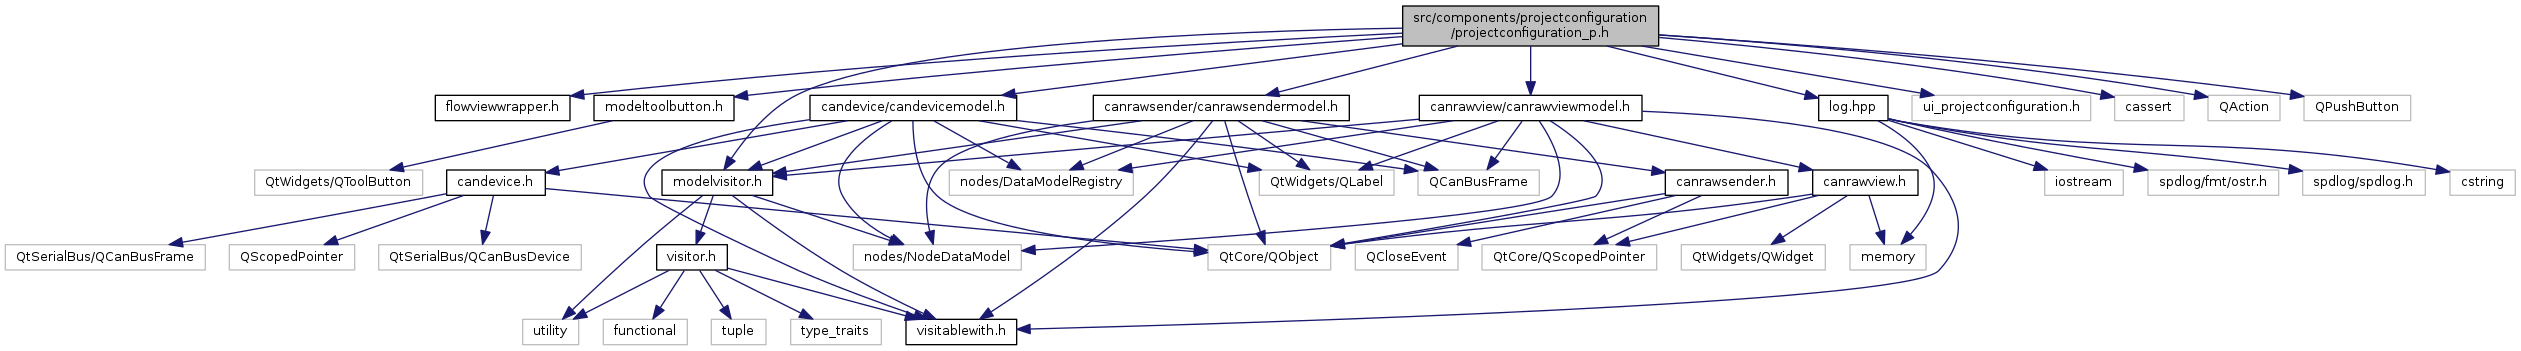 src/components/projectconfiguration
/projectconfiguration_p.h
flowviewwrapper.h
modeltoolbutton.h
candevice/candevicemodel.h
canrawsender/canrawsendermodel.h
canrawview/canrawviewmodel.h
log.hpp
ui_projectconfiguration.h
cassert
QAction
QPushButton
QtWidgets/QToolButton
candevice.h
modelvisitor.h
nodes/DataModelRegistry
QtWidgets/QLabel
QCanBusFrame
canrawsender.h
canrawview.h
iostream
spdlog/fmt/ostr.h
spdlog/spdlog.h
cstring
QtSerialBus/QCanBusFrame
QScopedPointer
QtSerialBus/QCanBusDevice
visitor.h
nodes/NodeDataModel
QtCore/QObject
QCloseEvent
QtCore/QScopedPointer
QtWidgets/QWidget
memory
utility
functional
tuple
type_traits
visitablewith.h